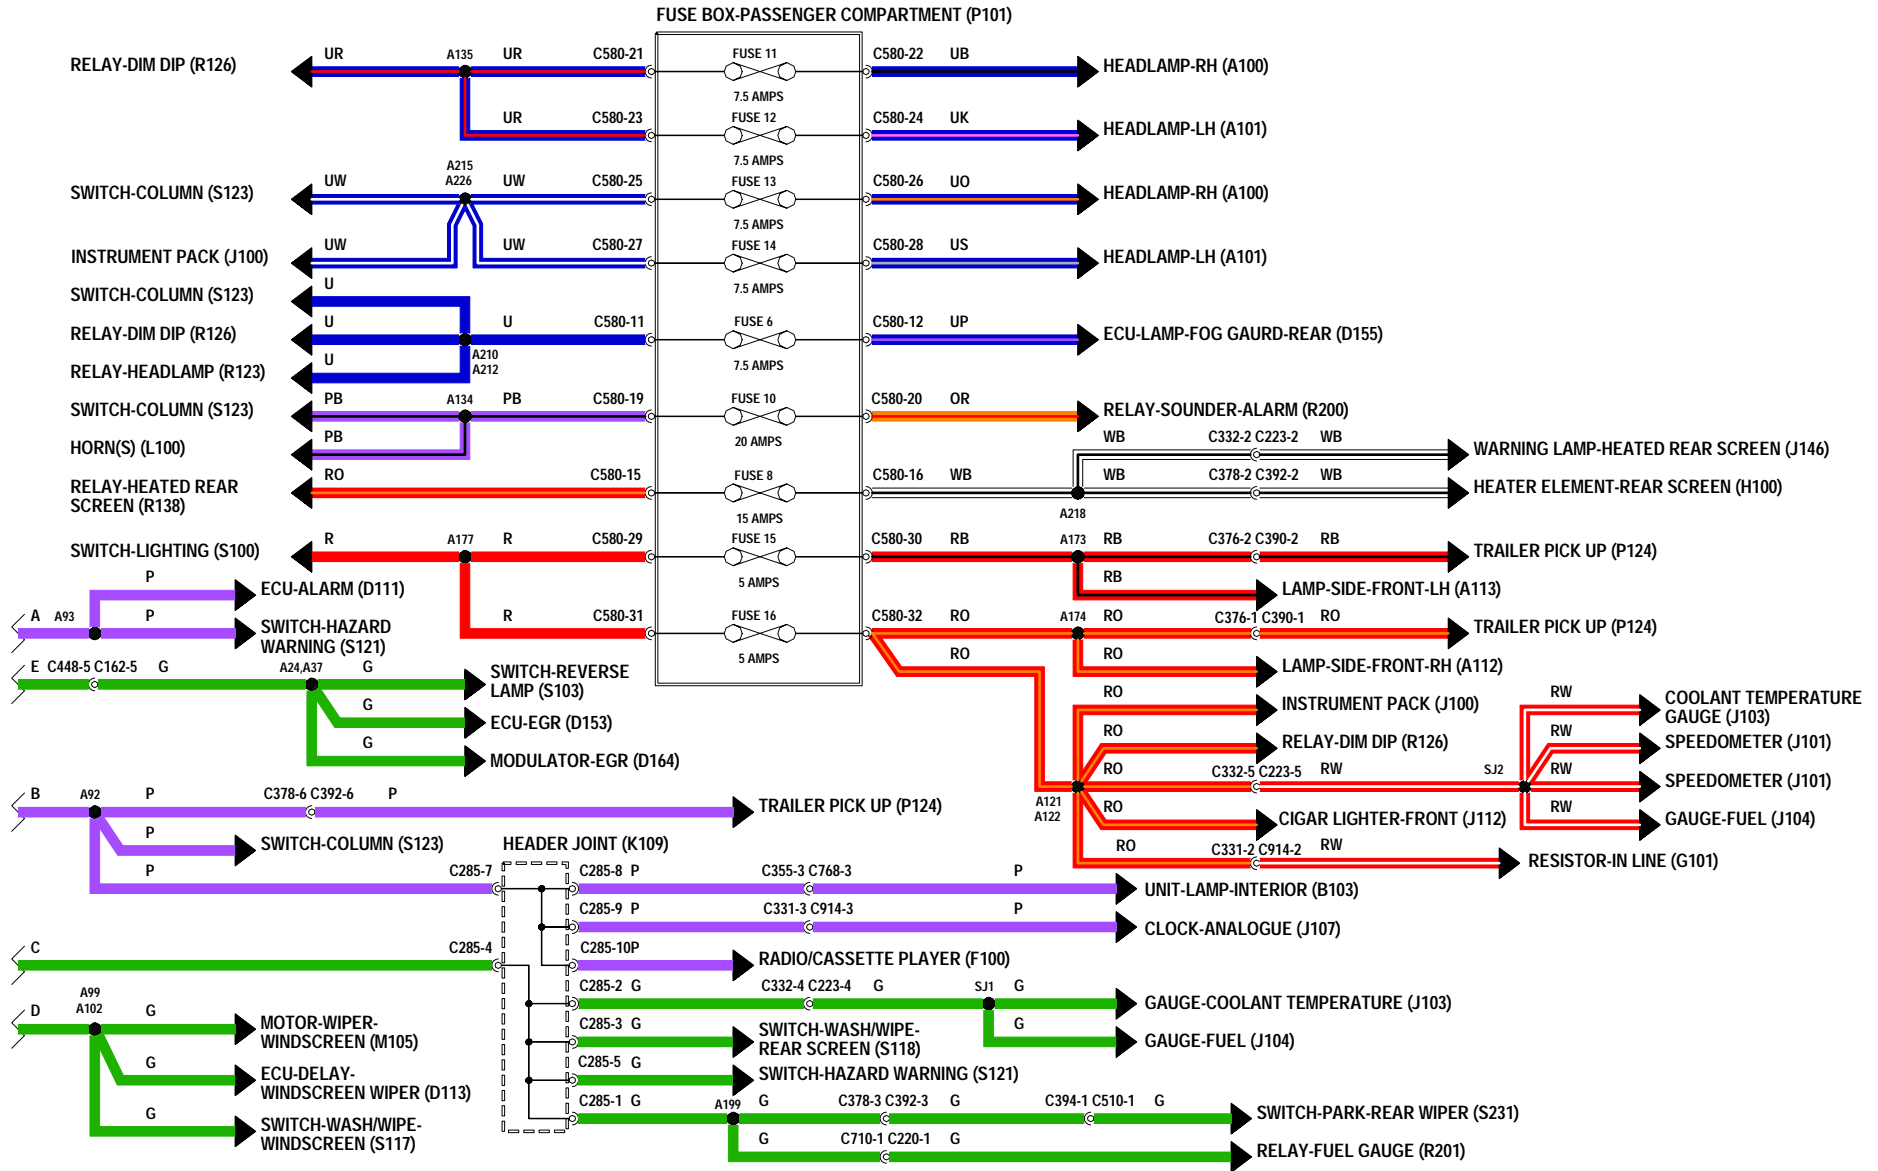 FUSE BOX-PASSENGER COMPARTMENT (P101)
RELAY-DIM DIP (R126) UR A135 UR C580-21 FUSE 11 7.5 AMPS C580-22 UB HEADLAMP-RH (A100)
UR C580-23 FUSE 12 7.5 AMPS C580-24 UK HEADLAMP-LH (A101)
SWITCH-COLUMN (S123) UW A215 A226 UW C580-25 FUSE 13 7.5 AMPS C580-26 UO HEADLAMP-RH (A100)
INSTRUMENT PACK (J100) UW UW C580-27 FUSE 14 7.5 AMPS C580-28 US HEADLAMP-LH (A101)
SWITCH-COLUMN (S123) U
RELAY-DIM DIP (R126) U U C580-11 FUSE 6 7.5 AMPS C580-12 UP ECU-LAMP-FOG GAURD-REAR (D155)
A210
A212
RELAY-HEADLAMP (R123) U
SWITCH-COLUMN (S123) PB A134 PB C580-19 FUSE 10 20 AMPS C580-20 OR RELAY-SOUNDER-ALARM (R200)
HORN(S) (L100) PB
WB C332-2 C223-2 WB WARNING LAMP-HEATED REAR SCREEN (J146)
RELAY-HEATED REAR
SCREEN (R138) RO C580-15 FUSE 8 15 AMPS C580-16 WB WB C378-2 C392-2 WB HEATER ELEMENT-REAR SCREEN (H100)
A218
SWITCH-LIGHTING (S100) R A177 R C580-29 FUSE 15 5 AMPS C580-30 RB A173 RB C376-2 C390-2 RB TRAILER PICK UP (P124)
RB LAMP-SIDE-FRONT-LH (A113)
R C580-31 FUSE 16 5 AMPS C580-32 RO A174 RO C376-1 C390-1 RO TRAILER PICK UP (P124)
RO RO LAMP-SIDE-FRONT-RH (A112)
RO INSTRUMENT PACK (J100)
RO RELAY-DIM DIP (R126)
A121
A122
RO C332-5 C223-5 RW SJ2
RW COOLANT TEMPERATURE
GAUGE (J103)
RW SPEEDOMETER (J101)
RW SPEEDOMETER (J101)
RW GAUGE-FUEL (J104)
RO CIGAR LIGHTER-FRONT (J112)
RO C331-2 C914-2 RW RESISTOR-IN LINE (G101)
P ECU-ALARM (D111)
A A93 P SWITCH-HAZARD
WARNING (S121)
E C448-5 C162-5 G A24,A37 G SWITCH-REVERSE
LAMP (S103)
G ECU-EGR (D153)
G MODULATOR-EGR (D164)
B A92 P C378-6 C392-6 P TRAILER PICK UP (P124)
P SWITCH-COLUMN (S123)
HEADER JOINT (K109)
P C285-7 C285-8 P C355-3 C768-3 P UNIT-LAMP-INTERIOR (B103)
C285-9 P C331-3 C914-3 P CLOCK-ANALOGUE (J107)
C C285-4 C285-10P RADIO/CASSETTE PLAYER (F100)
C285-2 G C332-4 C223-4 G SJ1 G GAUGE-COOLANT TEMPERATURE (J103)
G GAUGE-FUEL (J104)
C285-3 G SWITCH-WASH/WIPE-
REAR SCREEN (S118)
C285-5 G SWITCH-HAZARD WARNING (S121)
C285-1 G A199 G C378-3 C392-3 G C394-1 C510-1 G SWITCH-PARK-REAR WIPER (S231)
G C710-1 C220-1 G RELAY-FUEL GAUGE (R201)
D A99 A102 G MOTOR-WIPER-
WINDSCREEN (M105)
G ECU-DELAY-
WINDSCREEN WIPER (D113)
G SWITCH-WASH/WIPE-
WINDSCREEN (S117)